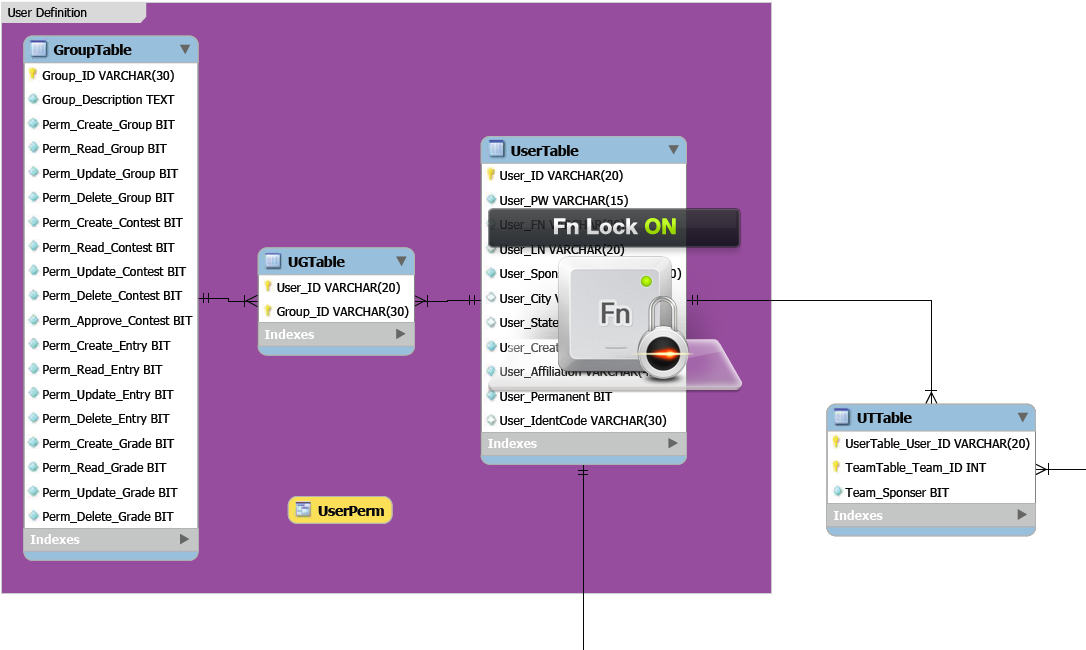 User Definition
GroupTable
Group_ID VARCHAR(30)
Group_Description TEXT
Perm_Create_Group BIT
Perm_Read_Group BIT
Perm_Update_Group BIT
Perm_Delete_Group BIT
Perm_Create_Contest BIT
Perm_Read_Contest BIT
Perm_Update_Contest BIT
Perm_Delete_Contest BIT
Perm_Approve_Contest BIT
Perm_Create_Entry BIT
Perm_Read_Entry BIT
Perm_Update_Entry BIT
Perm_Delete_Entry BIT
Perm_Create_Grade BIT
Perm_Read_Grade BIT
Perm_Update_Grade BIT
Perm_Delete_Grade BIT
Indexes
UGTable
User_ID VARCHAR(20)
Group_ID VARCHAR(30)
Indexes
UserTable
User_ID VARCHAR(20)
User_PW VARCHAR(15)
User_FN
User_LN VARCHAR(20)
User_City
User_State
User_Affiliation
User_Permanent BIT
User_IdentCode VARCHAR(30)
Indexes
Fn Lock ON
Fn
UserPerm
UTTable
UserTable_User_ID VARCHAR(20)
TeamTable_Team_ID INT
Team_Sponser BIT
Indexes